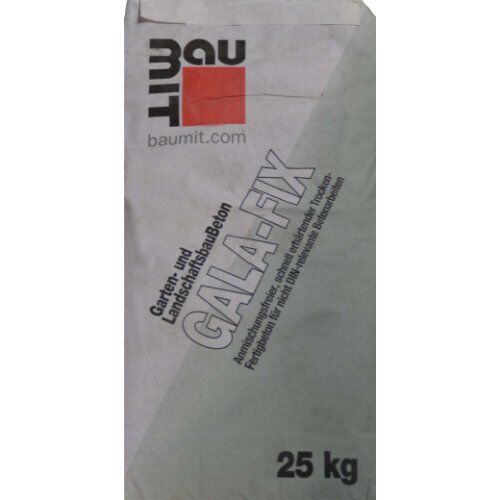 BAU
MIT
baumit.com
Garten- und
LandschaftsbauBeton
GALA-FIX
Anmischungsfreier, schnell erhärtender Trocken-
Fertigbeton für nicht DIN-relevante Betonarbeiten
25 kg